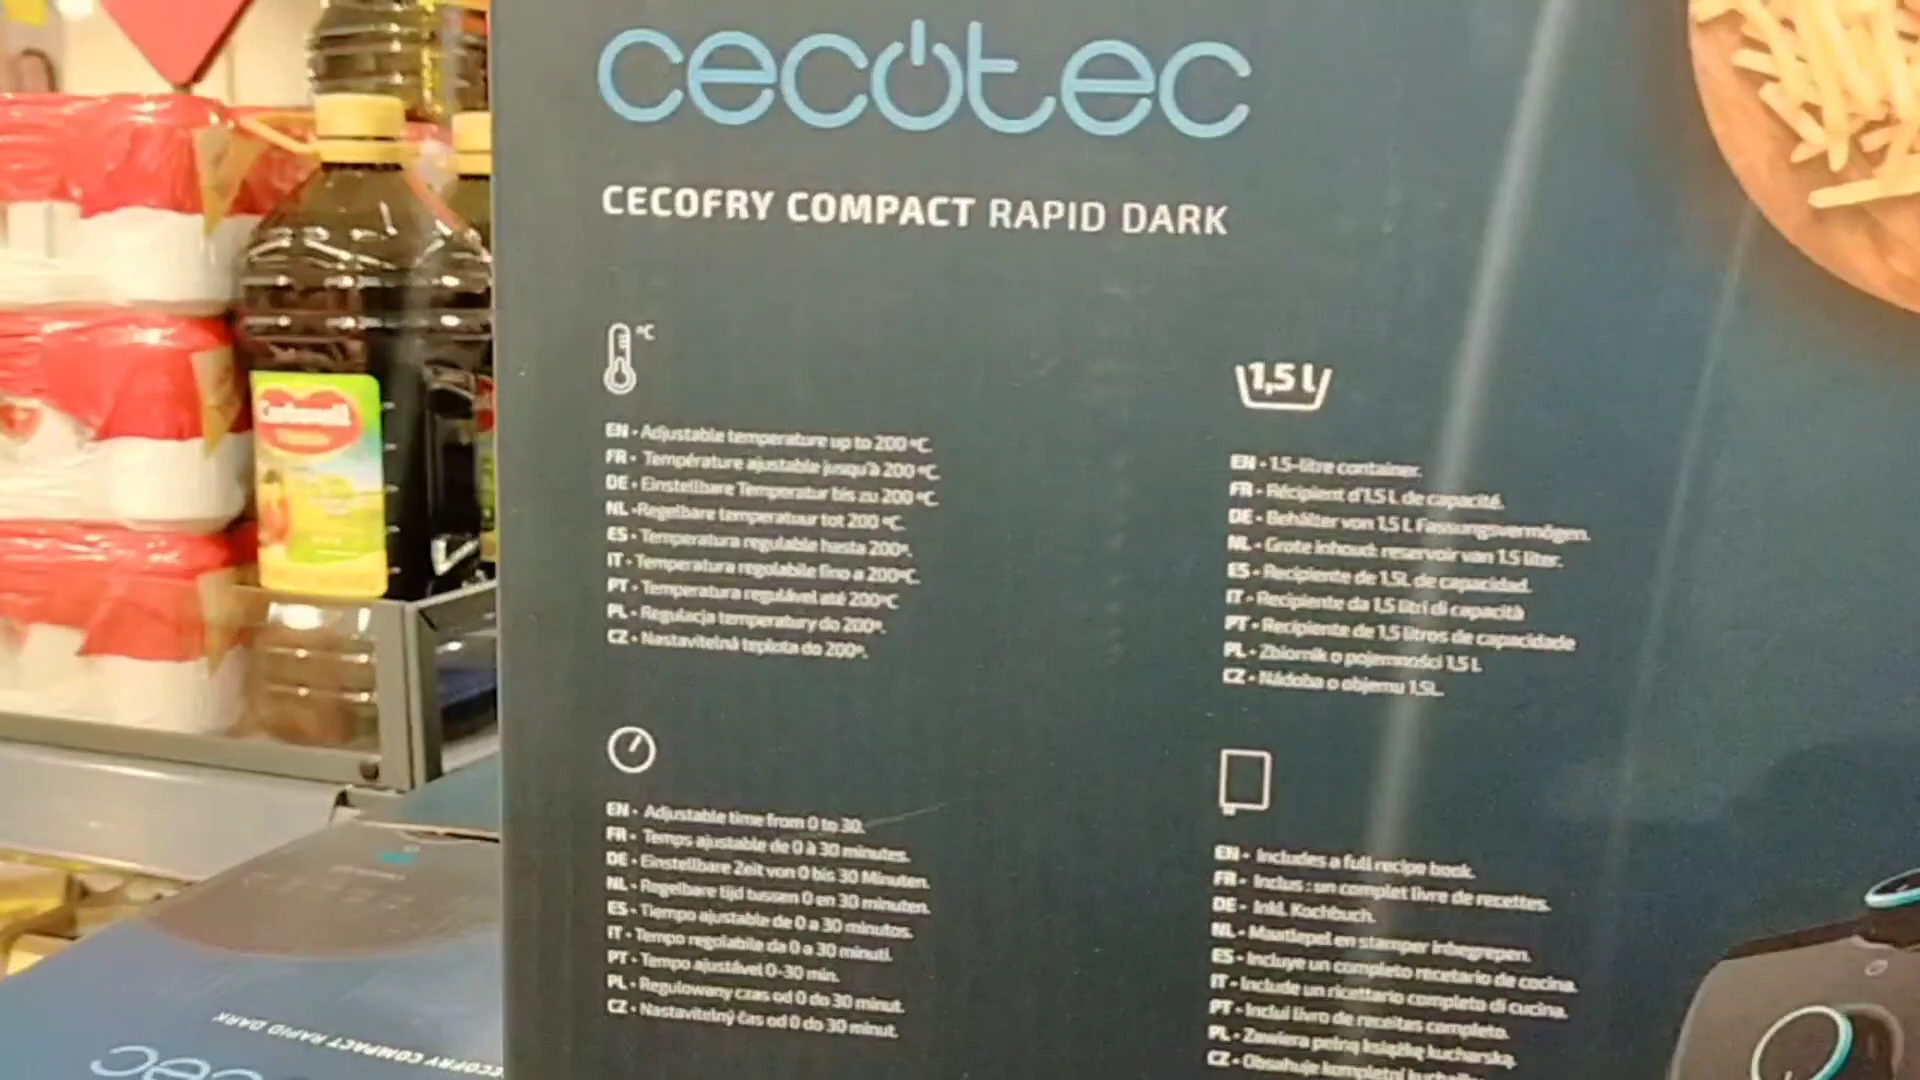 cecotec
CECOFRY COMPACT RAPID DARK
°C
EN - Adjustable temperature up to 200 ºC.
FR - Température ajustable jusqu'à 200 ºC.
DE - Einstellbare Temperatur bis zu 200 ºC.
NL - Regelbare temperatuur tot 200 ºC.
ES - Temperatura regulable hasta 200º.
IT - Temperatura regolabile fino a 200ºC.
PT - Temperatura regulável até 200ºC
PL - Regulacja temperatury do 200º.
CZ - Nastavitelná teplota do 200º.
1,5 l
EN - 1.5-litre container.
FR - Récipient d'1.5 L de capacité.
DE - Behälter von 1.5 L Fassungsvermögen.
NL - Grote inhoud: reservoir van 1.5 liter.
ES - Recipiente de 1.5L de capacidad.
IT - Recipiente da 1,5 litri di capacità
PT - Recipiente de 1.5 litros de capacidade
PL - Zbiornik o pojemności 1.5 L
CZ - Nádoba o objemu 1.5L.
EN - Adjustable time from 0 to 30.
FR - Temps ajustable de 0 à 30 minutes.
DE - Einstellbare Zeit von 0 bis 30 Minuten.
NL - Regelbare tijd tussen 0 en 30 minuten.
ES - Tiempo ajustable de 0 a 30 minutos.
IT - Tempo regolabile da 0 a 30 minuti.
PT - Tempo ajustável 0-30 min.
PL - Regulowany czas od 0 do 30 minut.
CZ - Nastavitelný čas od 0 do 30 minut.
EN - Includes a full recipe book.
FR - Inclus : un complet livre de recettes.
DE - Inkl. Kochbuch.
NL - Maatlepel en stamper inbegrepen.
ES - Incluye un completo recetario de cocina.
IT - Include un ricettario completo di cucina.
PT - Inclui livro de receitas completo.
PL - Zawiera pełną książkę kucharską.
CZ - Obsahuje kompletní
CECOFRY COMPACT RAPID DARK